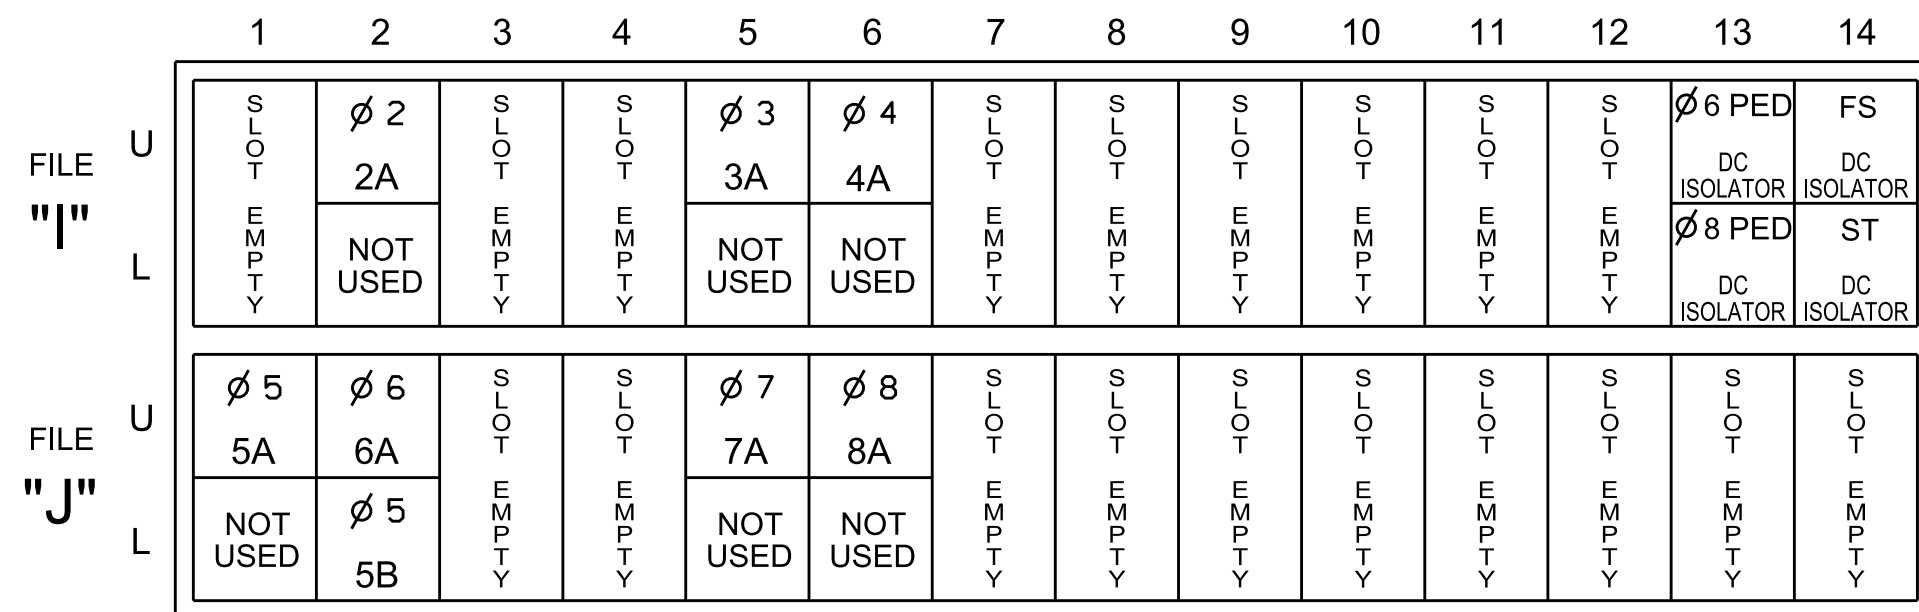 1 2 3 4 5 6 7 8 9 10 11 12 13 14
FILE "I"
U
L
SLOT EMPTY
ø 2
2A
NOT USED
SLOT EMPTY
SLOT EMPTY
ø 3
3A
NOT USED
ø 4
4A
NOT USED
SLOT EMPTY
SLOT EMPTY
SLOT EMPTY
SLOT EMPTY
SLOT EMPTY
SLOT EMPTY
ø 6 PED
DC ISOLATOR
ø 8 PED
DC ISOLATOR
FS
DC ISOLATOR
ST
DC ISOLATOR
FILE "J"
U
L
ø 5
5A
NOT USED
ø 6
6A
ø 5
5B
SLOT EMPTY
SLOT EMPTY
ø 7
7A
NOT USED
ø 8
8A
NOT USED
SLOT EMPTY
SLOT EMPTY
SLOT EMPTY
SLOT EMPTY
SLOT EMPTY
SLOT EMPTY
SLOT EMPTY
SLOT EMPTY